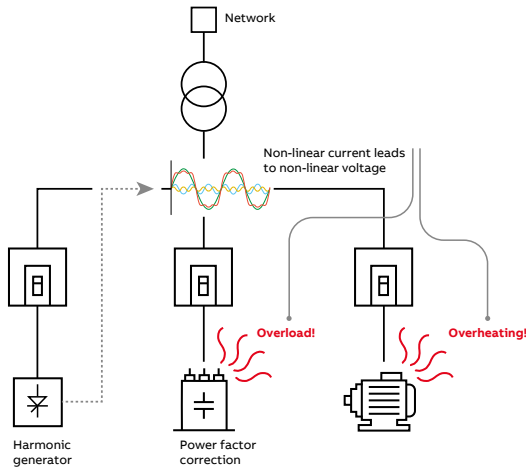 Network
Non-linear current leads
to non-linear voltage
Overload!
Overheating!
Harmonic
generator
Power factor
correction